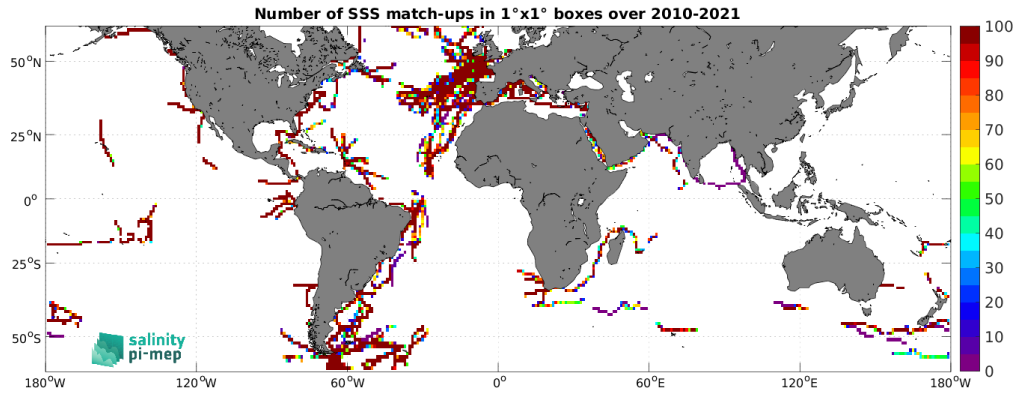 Number of SSS match-ups in 1°x1° boxes over 2010-2021
50°N
25°N
0°
25°S
50°S
180°W
120°W
60°W
0°
60°E
120°E
180°W
100
90
80
70
60
50
40
30
20
10
0
salinity
pi-mep